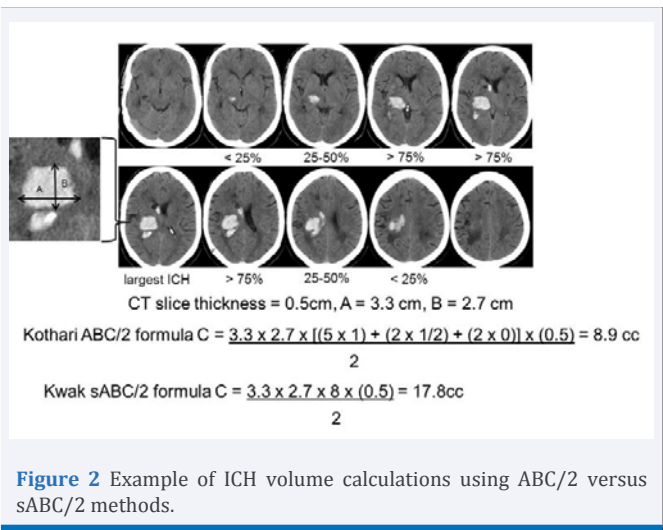 < 25% 25-50% > 75% > 75%
A B
largest ICH > 75% 25-50% < 25%
CT slice thickness = 0.5cm, A = 3.3 cm, B = 2.7 cm
Kothari ABC/2 formula C = 3.3 x 2.7 x [(5 x 1) + (2 x 1/2) + (2 x 0)] x (0.5) = 8.9 cc
2
Kwak sABC/2 formula C = 3.3 x 2.7 x 8 x (0.5) = 17.8cc
2
Figure 2 Example of ICH volume calculations using ABC/2 versus
sABC/2 methods.